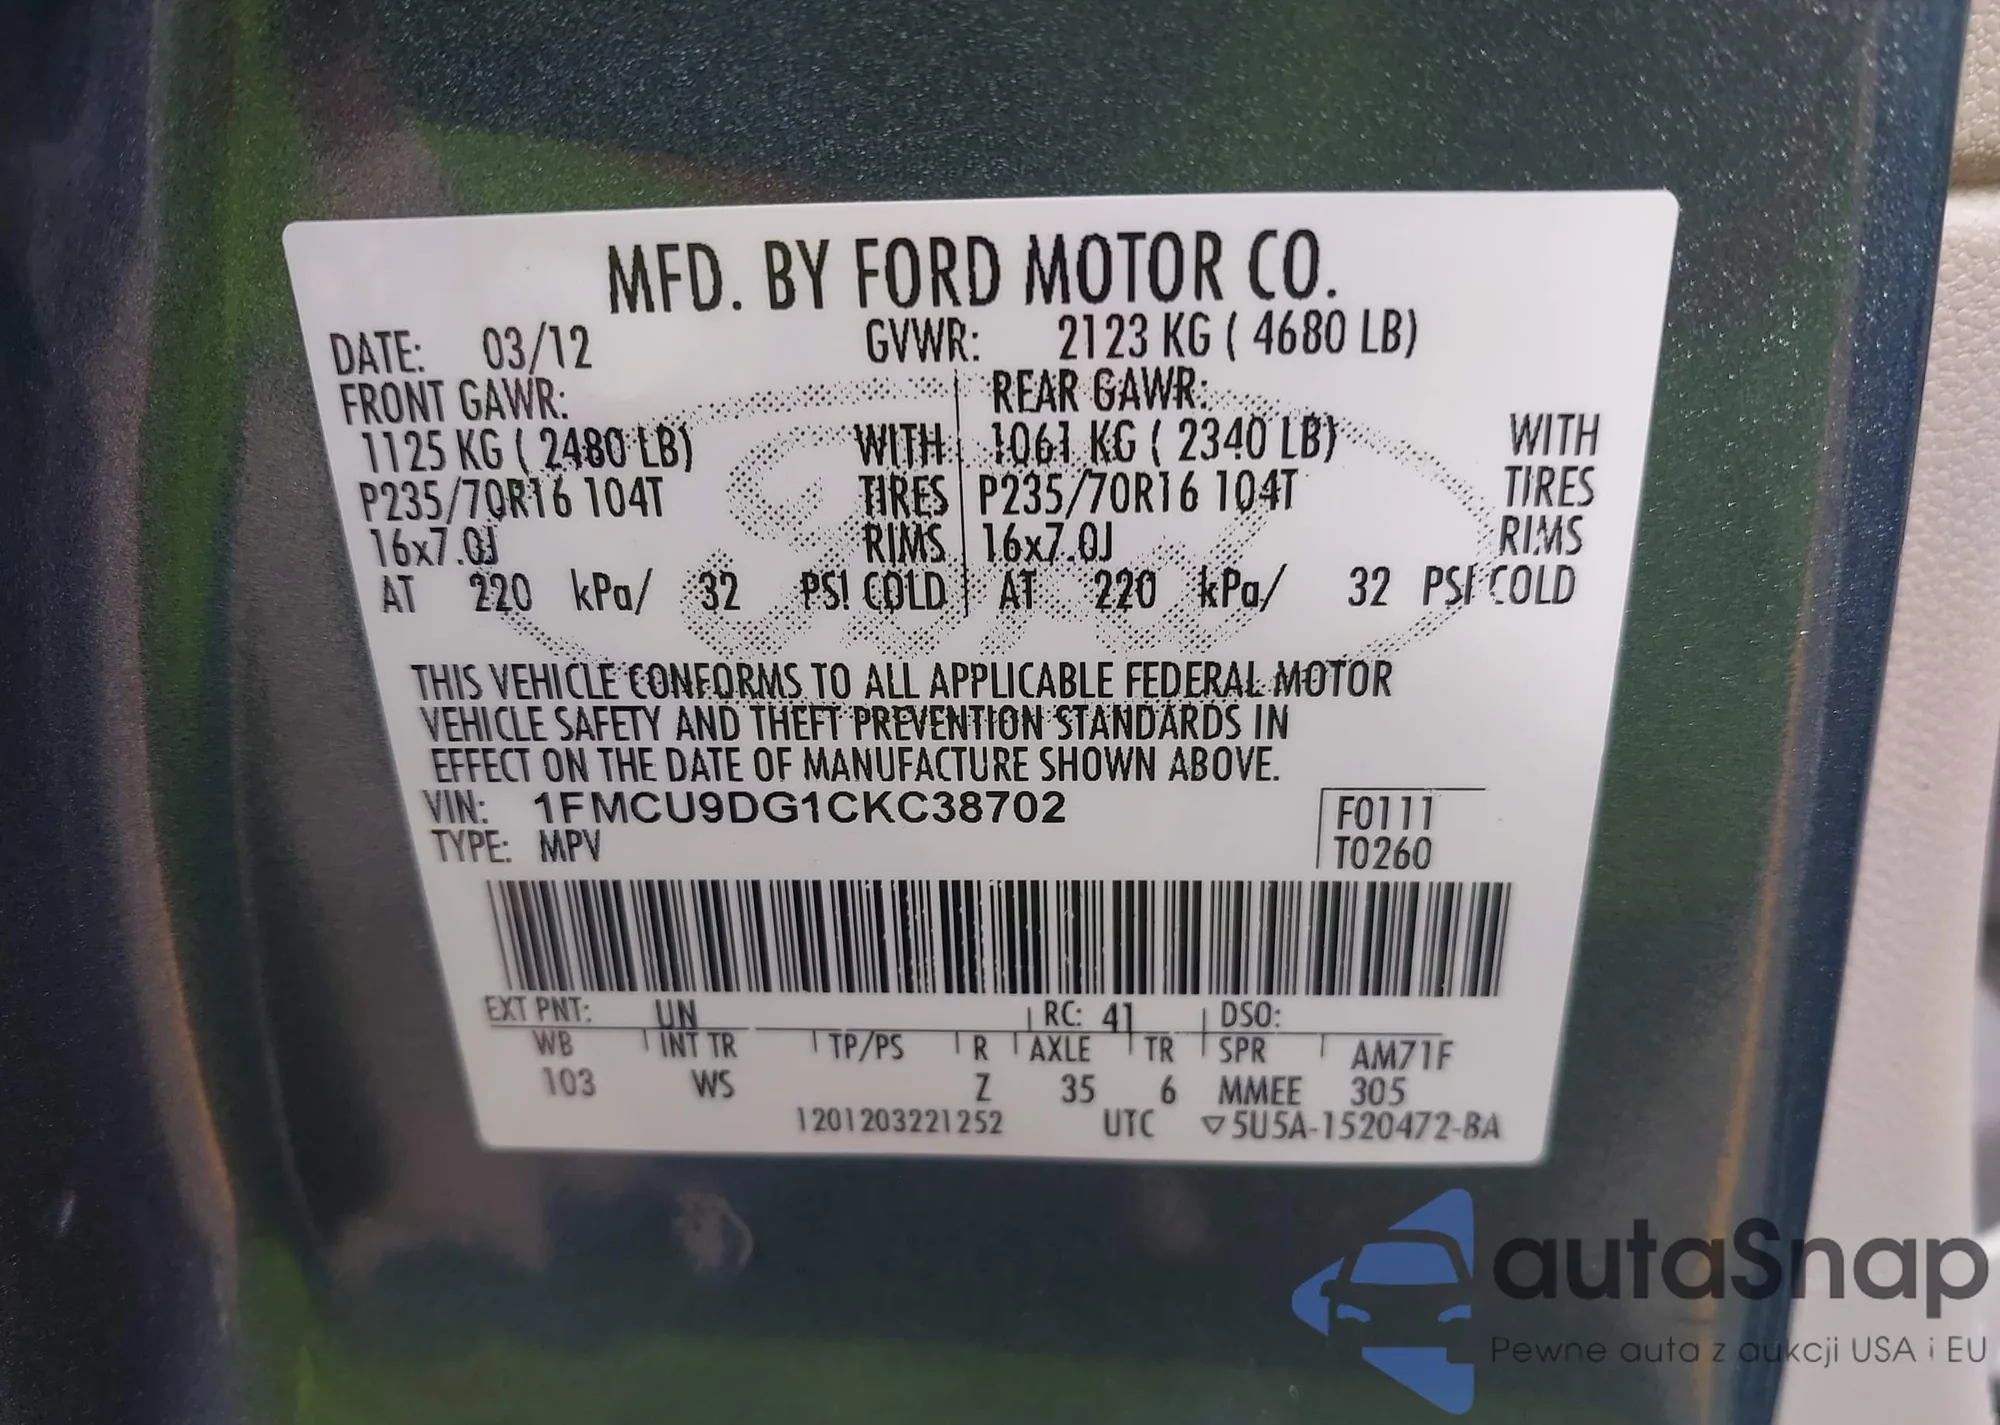 MFD. BY FORD MOTOR CO.
DATE: 03/12 GVWR: 2123 KG ( 4680 LB)
FRONT GAWR: REAR GAWR:
1125 KG ( 2480 LB) WITH 1061 KG ( 2340 LB) WITH
P235/70R16 104T TIRES P235/70R16 104T TIRES
16x7.0J RIMS 16x7.0J RIMS
AT 220 kPa/ 32 PSI COLD AT 220 kPa/ 32 PSI COLD
THIS VEHICLE CONFORMS TO ALL APPLICABLE FEDERAL MOTOR
VEHICLE SAFETY AND THEFT PREVENTION STANDARDS IN
EFFECT ON THE DATE OF MANUFACTURE SHOWN ABOVE.
VIN: 1FMCU9DG1CKC38702 F0111
TYPE: MPV T0260
EXT PNT: UN RC: 41 DSO:
WB INT TR TP/PS R AXLE TR SPR AM71F
103 WS Z 35 6 MMEE 305
1201203221252 UTC ▽5U5A-1520472-BA
autaSnap
Pewne auta z aukcji USA i EU